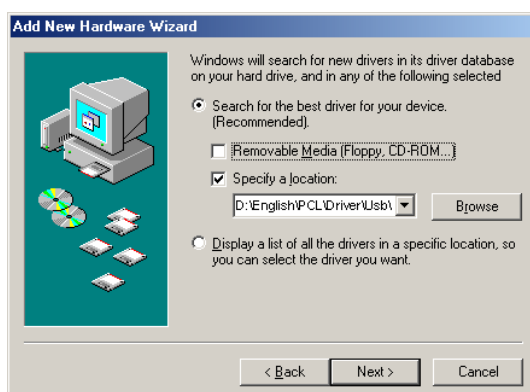 Add New Hardware Wizard
Windows will search for new drivers in its driver database
on your hard drive, and in any of the following selected
Search for the best driver for your device.
(Recommended).
Removable Media (Floppy, CD-ROM...)
Specify a location:
D:\English\PCL\Driver\Usb\
Browse
Display a list of all the drivers in a specific location, so
you can select the driver you want.
< Back
Next >
Cancel